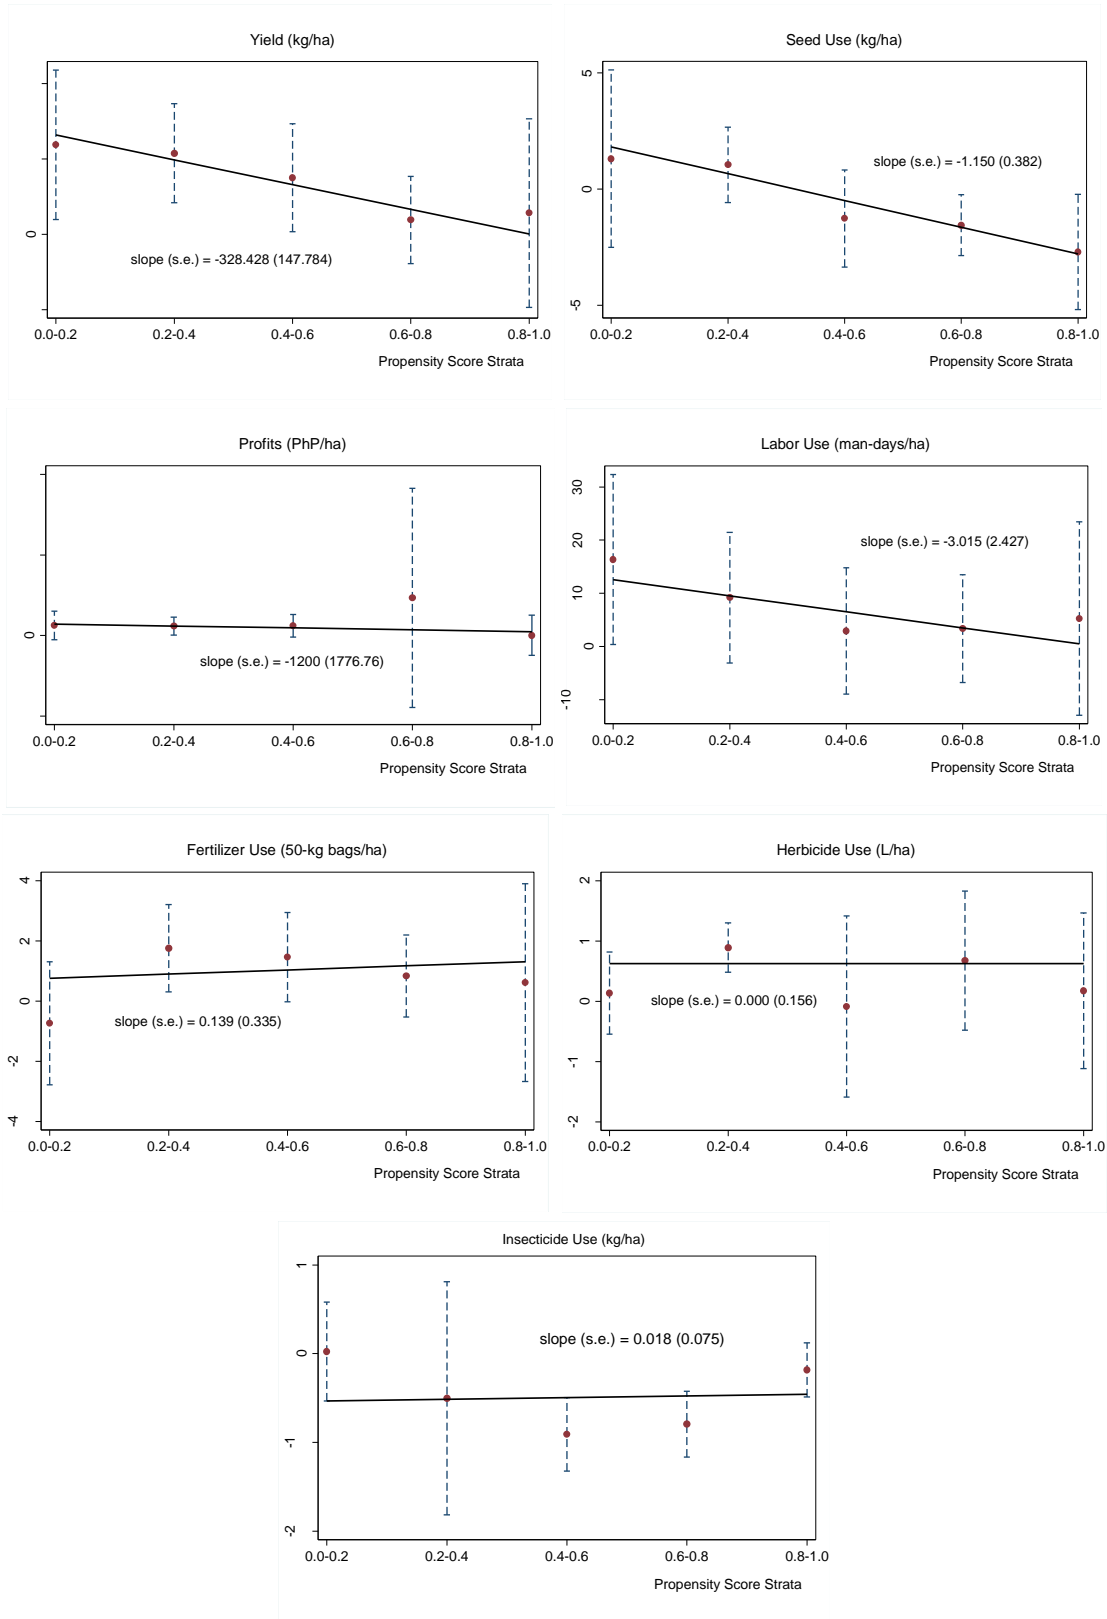 Yield (kg/ha)
0
slope (s.e.) = -328.428 (147.784)
0.0-0.2 0.2-0.4 0.4-0.6 0.6-0.8 0.8-1.0
Propensity Score Strata
Seed Use (kg/ha)
5
0
-5
slope (s.e.) = -1.150 (0.382)
0.0-0.2 0.2-0.4 0.4-0.6 0.6-0.8 0.8-1.0
Propensity Score Strata
Profits (PhP/ha)
0
slope (s.e.) = -1200 (1776.76)
0.0-0.2 0.2-0.4 0.4-0.6 0.6-0.8 0.8-1.0
Propensity Score Strata
Labor Use (man-days/ha)
30
20
10
0
-10
slope (s.e.) = -3.015 (2.427)
0.0-0.2 0.2-0.4 0.4-0.6 0.6-0.8 0.8-1.0
Propensity Score Strata
Fertilizer Use (50-kg bags/ha)
4
2
0
-2
-4
slope (s.e.) = 0.139 (0.335)
0.0-0.2 0.2-0.4 0.4-0.6 0.6-0.8 0.8-1.0
Propensity Score Strata
Herbicide Use (L/ha)
2
1
0
-1
-2
slope (s.e.) = 0.000 (0.156)
0.0-0.2 0.2-0.4 0.4-0.6 0.6-0.8 0.8-1.0
Propensity Score Strata
Insecticide Use (kg/ha)
1
0
-1
-2
slope (s.e.) = 0.018 (0.075)
0.0-0.2 0.2-0.4 0.4-0.6 0.6-0.8 0.8-1.0
Propensity Score Strata